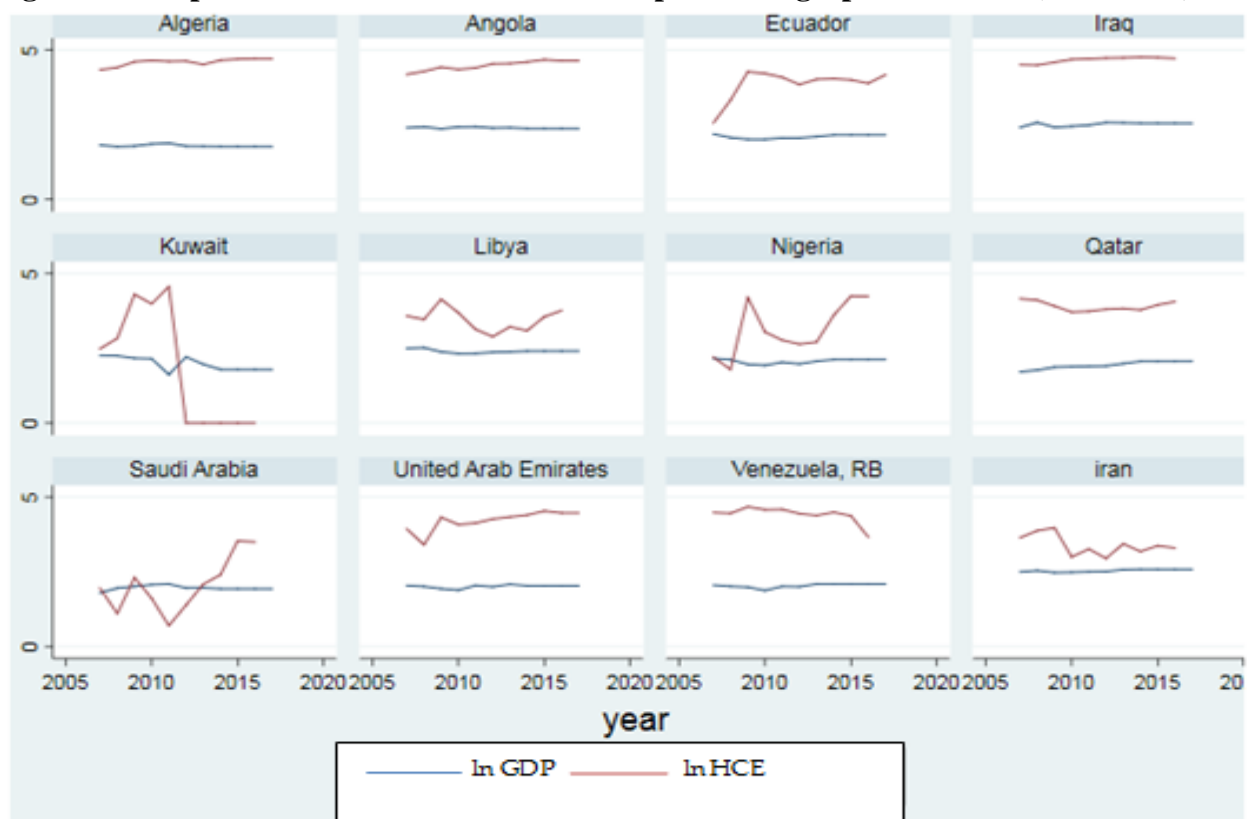 Algeria Angola Ecuador Iraq
5
0
Kuwait Libya Nigeria Qatar
5
0
Saudi Arabia United Arab Emirates Venezuela, RB iran
5
0
2005 2010 2015 2020 2005 2010 2015 2020 2005 2010 2015 2020 2005 2010 2015 20
year
ln GDP ln HCE